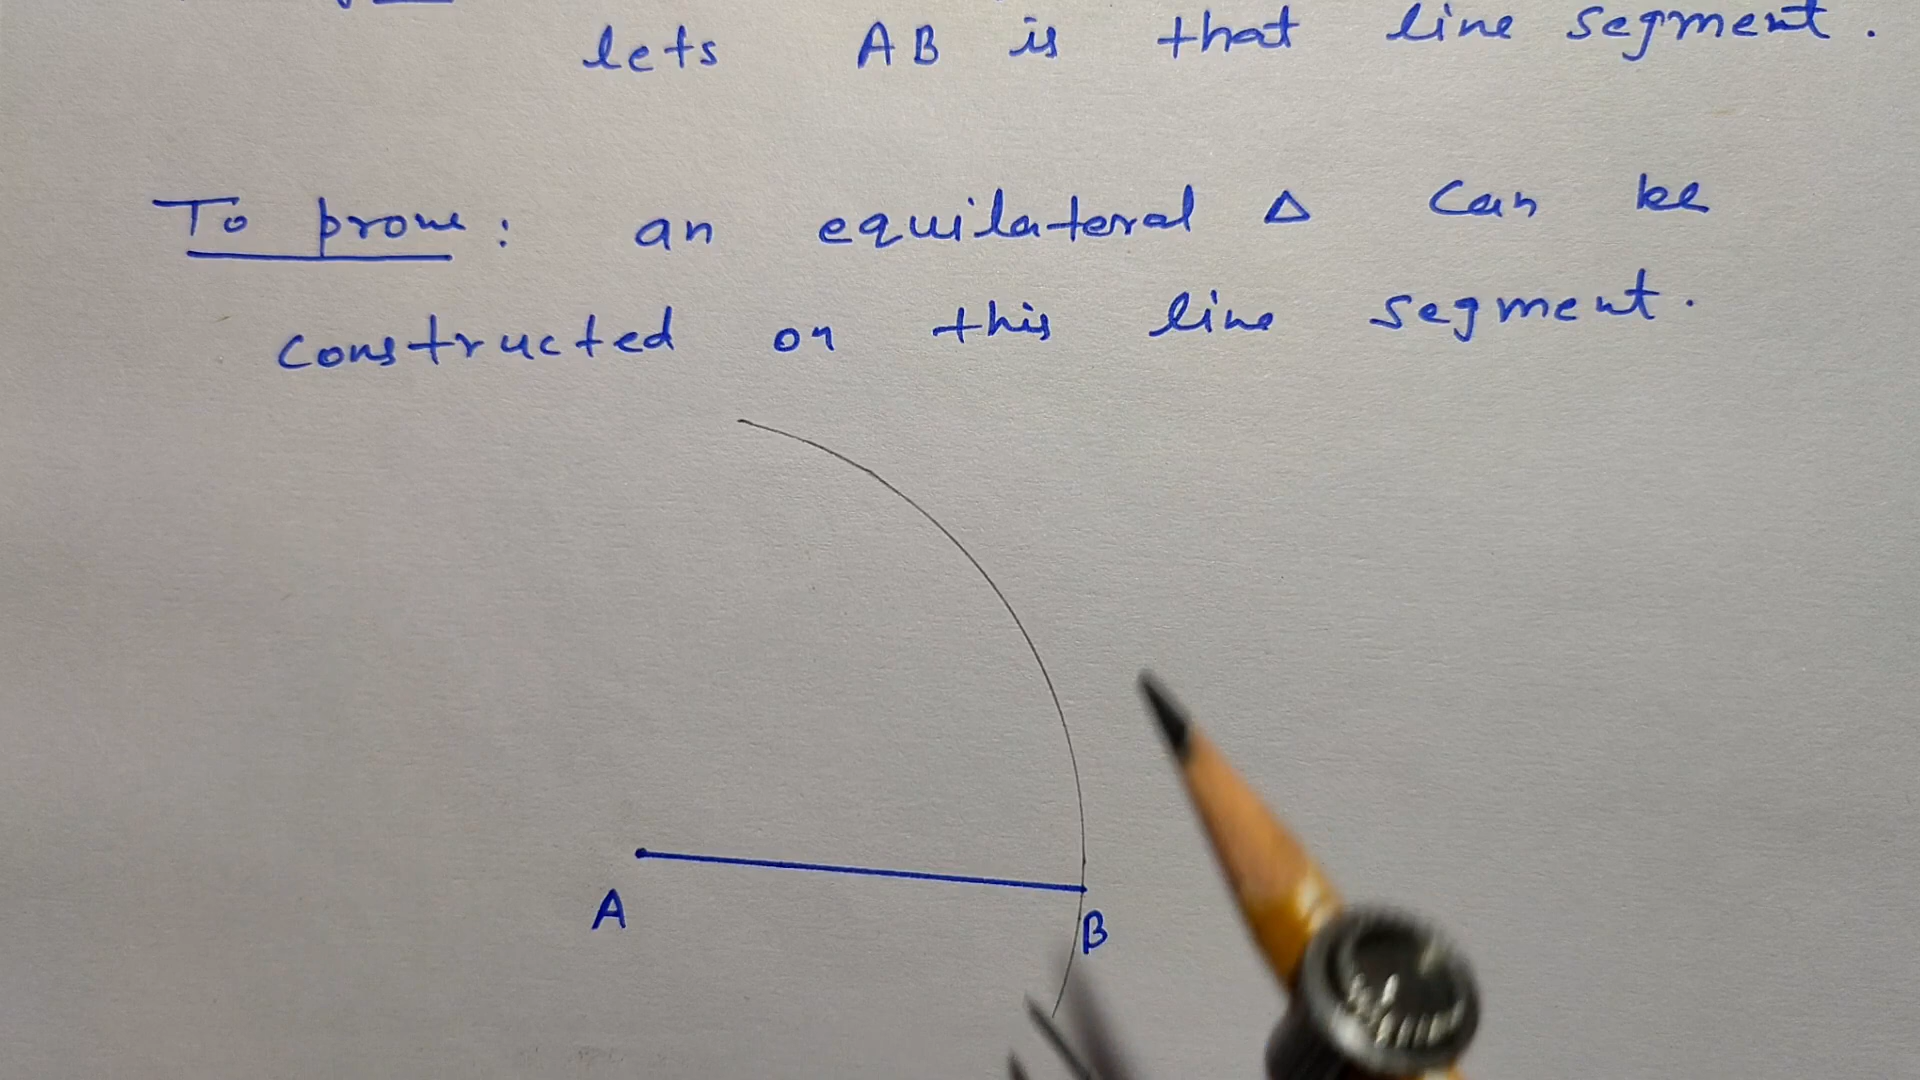 lets AB is that line segment.
To prove: an equilateral Δ can be
constructed on this line segment.
A
B